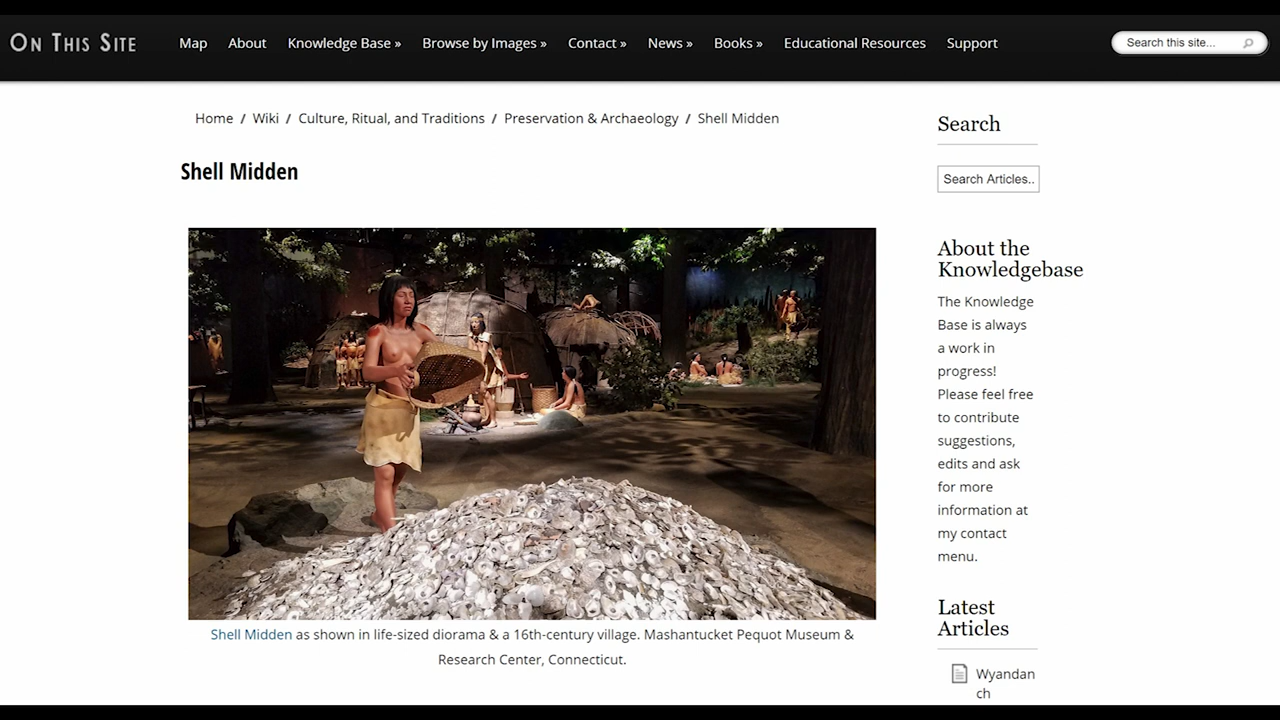 On This Site
Map About Knowledge Base » Browse by Images » Contact » News » Books » Educational Resources Support
Search this site...
Home / Wiki / Culture, Ritual, and Traditions / Preservation & Archaeology / Shell Midden
Shell Midden
Shell Midden as shown in life-sized diorama & a 16th-century village. Mashantucket Pequot Museum &
Research Center, Connecticut.
Search
Search Articles..
About the
Knowledgebase
The Knowledge
Base is always
a work in
progress!
Please feel free
to contribute
suggestions,
edits and ask
for more
information at
my contact
menu.
Latest
Articles
Wyandan
ch